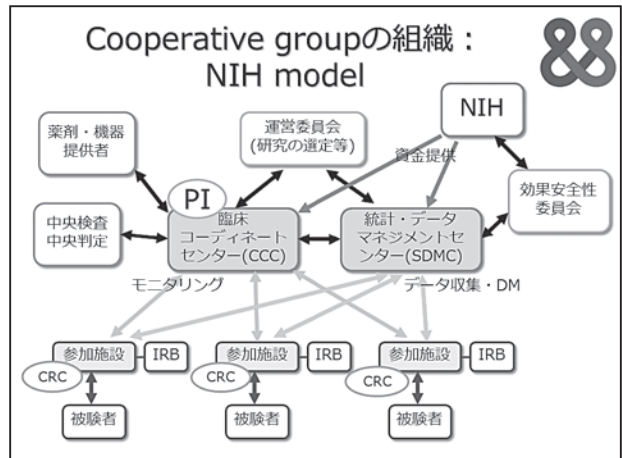 Cooperative groupの組織：
NIH model
NIH
薬剤・機器
提供者
運営委員会
(研究の選定等)
資金提供
効果安全性
委員会
PI
中央検査
中央判定
臨床
コーディネート
センター(CCC)
統計・データ
マネジメントセ
ンター(SDMC)
モニタリング
データ収集・DM
参加施設
IRB
参加施設
IRB
参加施設
IRB
CRC
CRC
CRC
被験者
被験者
被験者